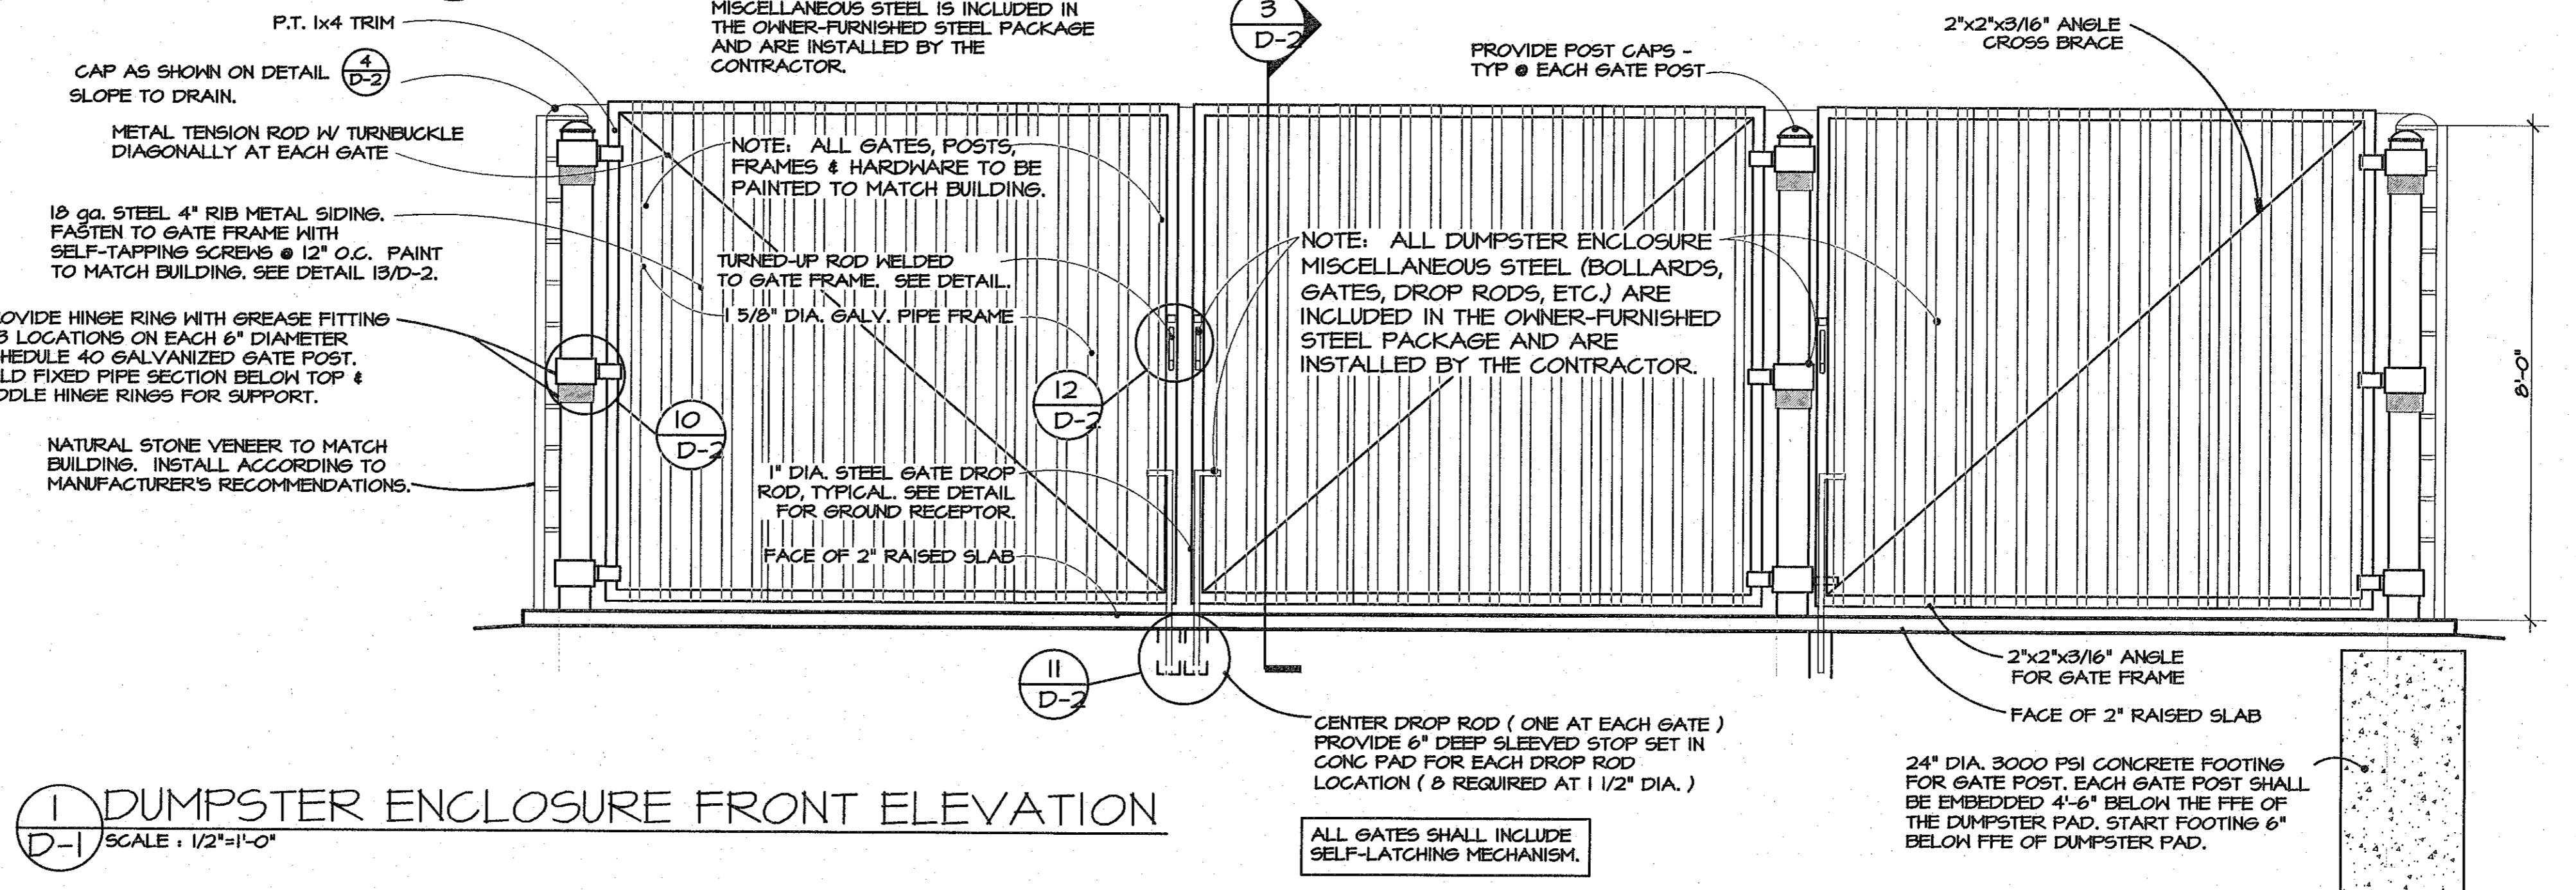 P.T. 1x4 TRIM
CAP AS SHOWN ON DETAIL
4
D-2
SLOPE TO DRAIN.
METAL TENSION ROD W/ TURNBUCKLE
DIAGONALLY AT EACH GATE
18 ga. STEEL 4" RIB METAL SIDING.
FASTEN TO GATE FRAME WITH
SELF-TAPPING SCREWS @ 12" O.C. PAINT
TO MATCH BUILDING. SEE DETAIL 13/D-2.
OVIDE HINGE RING WITH GREASE FITTING
3 LOCATIONS ON EACH 6" DIAMETER
HEDULE 40 GALVANIZED GATE POST.
LD FIXED PIPE SECTION BELOW TOP &
DDLE HINGE RINGS FOR SUPPORT.
NATURAL STONE VENEER TO MATCH
BUILDING. INSTALL ACCORDING TO
MANUFACTURER'S RECOMMENDATIONS.
MISCELLANEOUS STEEL IS INCLUDED IN
THE OWNER-FURNISHED STEEL PACKAGE
AND ARE INSTALLED BY THE
CONTRACTOR.
3
D-2
PROVIDE POST CAPS -
TYP @ EACH GATE POST
2"x2"x3/16" ANGLE
CROSS BRACE
NOTE: ALL GATES, POSTS,
FRAMES & HARDWARE TO BE
PAINTED TO MATCH BUILDING.
TURNED-UP ROD WELDED
TO GATE FRAME. SEE DETAIL.
1 5/8" DIA. GALV. PIPE FRAME
12
D-2
10
D-2
1" DIA. STEEL GATE DROP
ROD, TYPICAL. SEE DETAIL
FOR GROUND RECEPTOR.
FACE OF 2" RAISED SLAB
NOTE: ALL DUMPSTER ENCLOSURE
MISCELLANEOUS STEEL (BOLLARDS,
GATES, DROP RODS, ETC.) ARE
INCLUDED IN THE OWNER-FURNISHED
STEEL PACKAGE AND ARE
INSTALLED BY THE CONTRACTOR.
8'-0"
11
D-2
2"x2"x3/16" ANGLE
FOR GATE FRAME
FACE OF 2" RAISED SLAB
CENTER DROP ROD ( ONE AT EACH GATE )
PROVIDE 6" DEEP SLEEVED STOP SET IN
CONC PAD FOR EACH DROP ROD
LOCATION ( 8 REQUIRED AT 1 1/2" DIA. )
24" DIA. 3000 PSI CONCRETE FOOTING
FOR GATE POST. EACH GATE POST SHALL
BE EMBEDDED 4'-6" BELOW THE FFE OF
THE DUMPSTER PAD. START FOOTING 6"
BELOW FFE OF DUMPSTER PAD.
ALL GATES SHALL INCLUDE
SELF-LATCHING MECHANISM.
1
D-1
DUMPSTER ENCLOSURE FRONT ELEVATION
SCALE : 1/2"=1'-0"